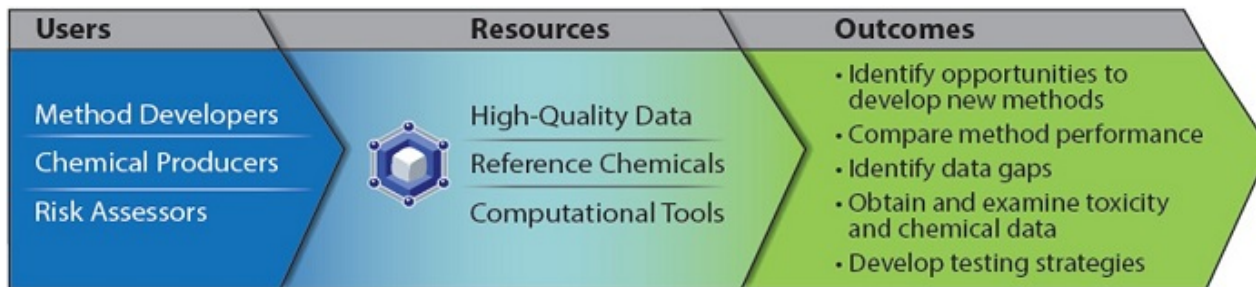 Users
Resources
Outcomes
Method Developers
Chemical Producers
Risk Assessors
High-Quality Data
Reference Chemicals
Computational Tools
• Identify opportunities to
develop new methods
• Compare method performance
• Identify data gaps
• Obtain and examine toxicity
and chemical data
• Develop testing strategies